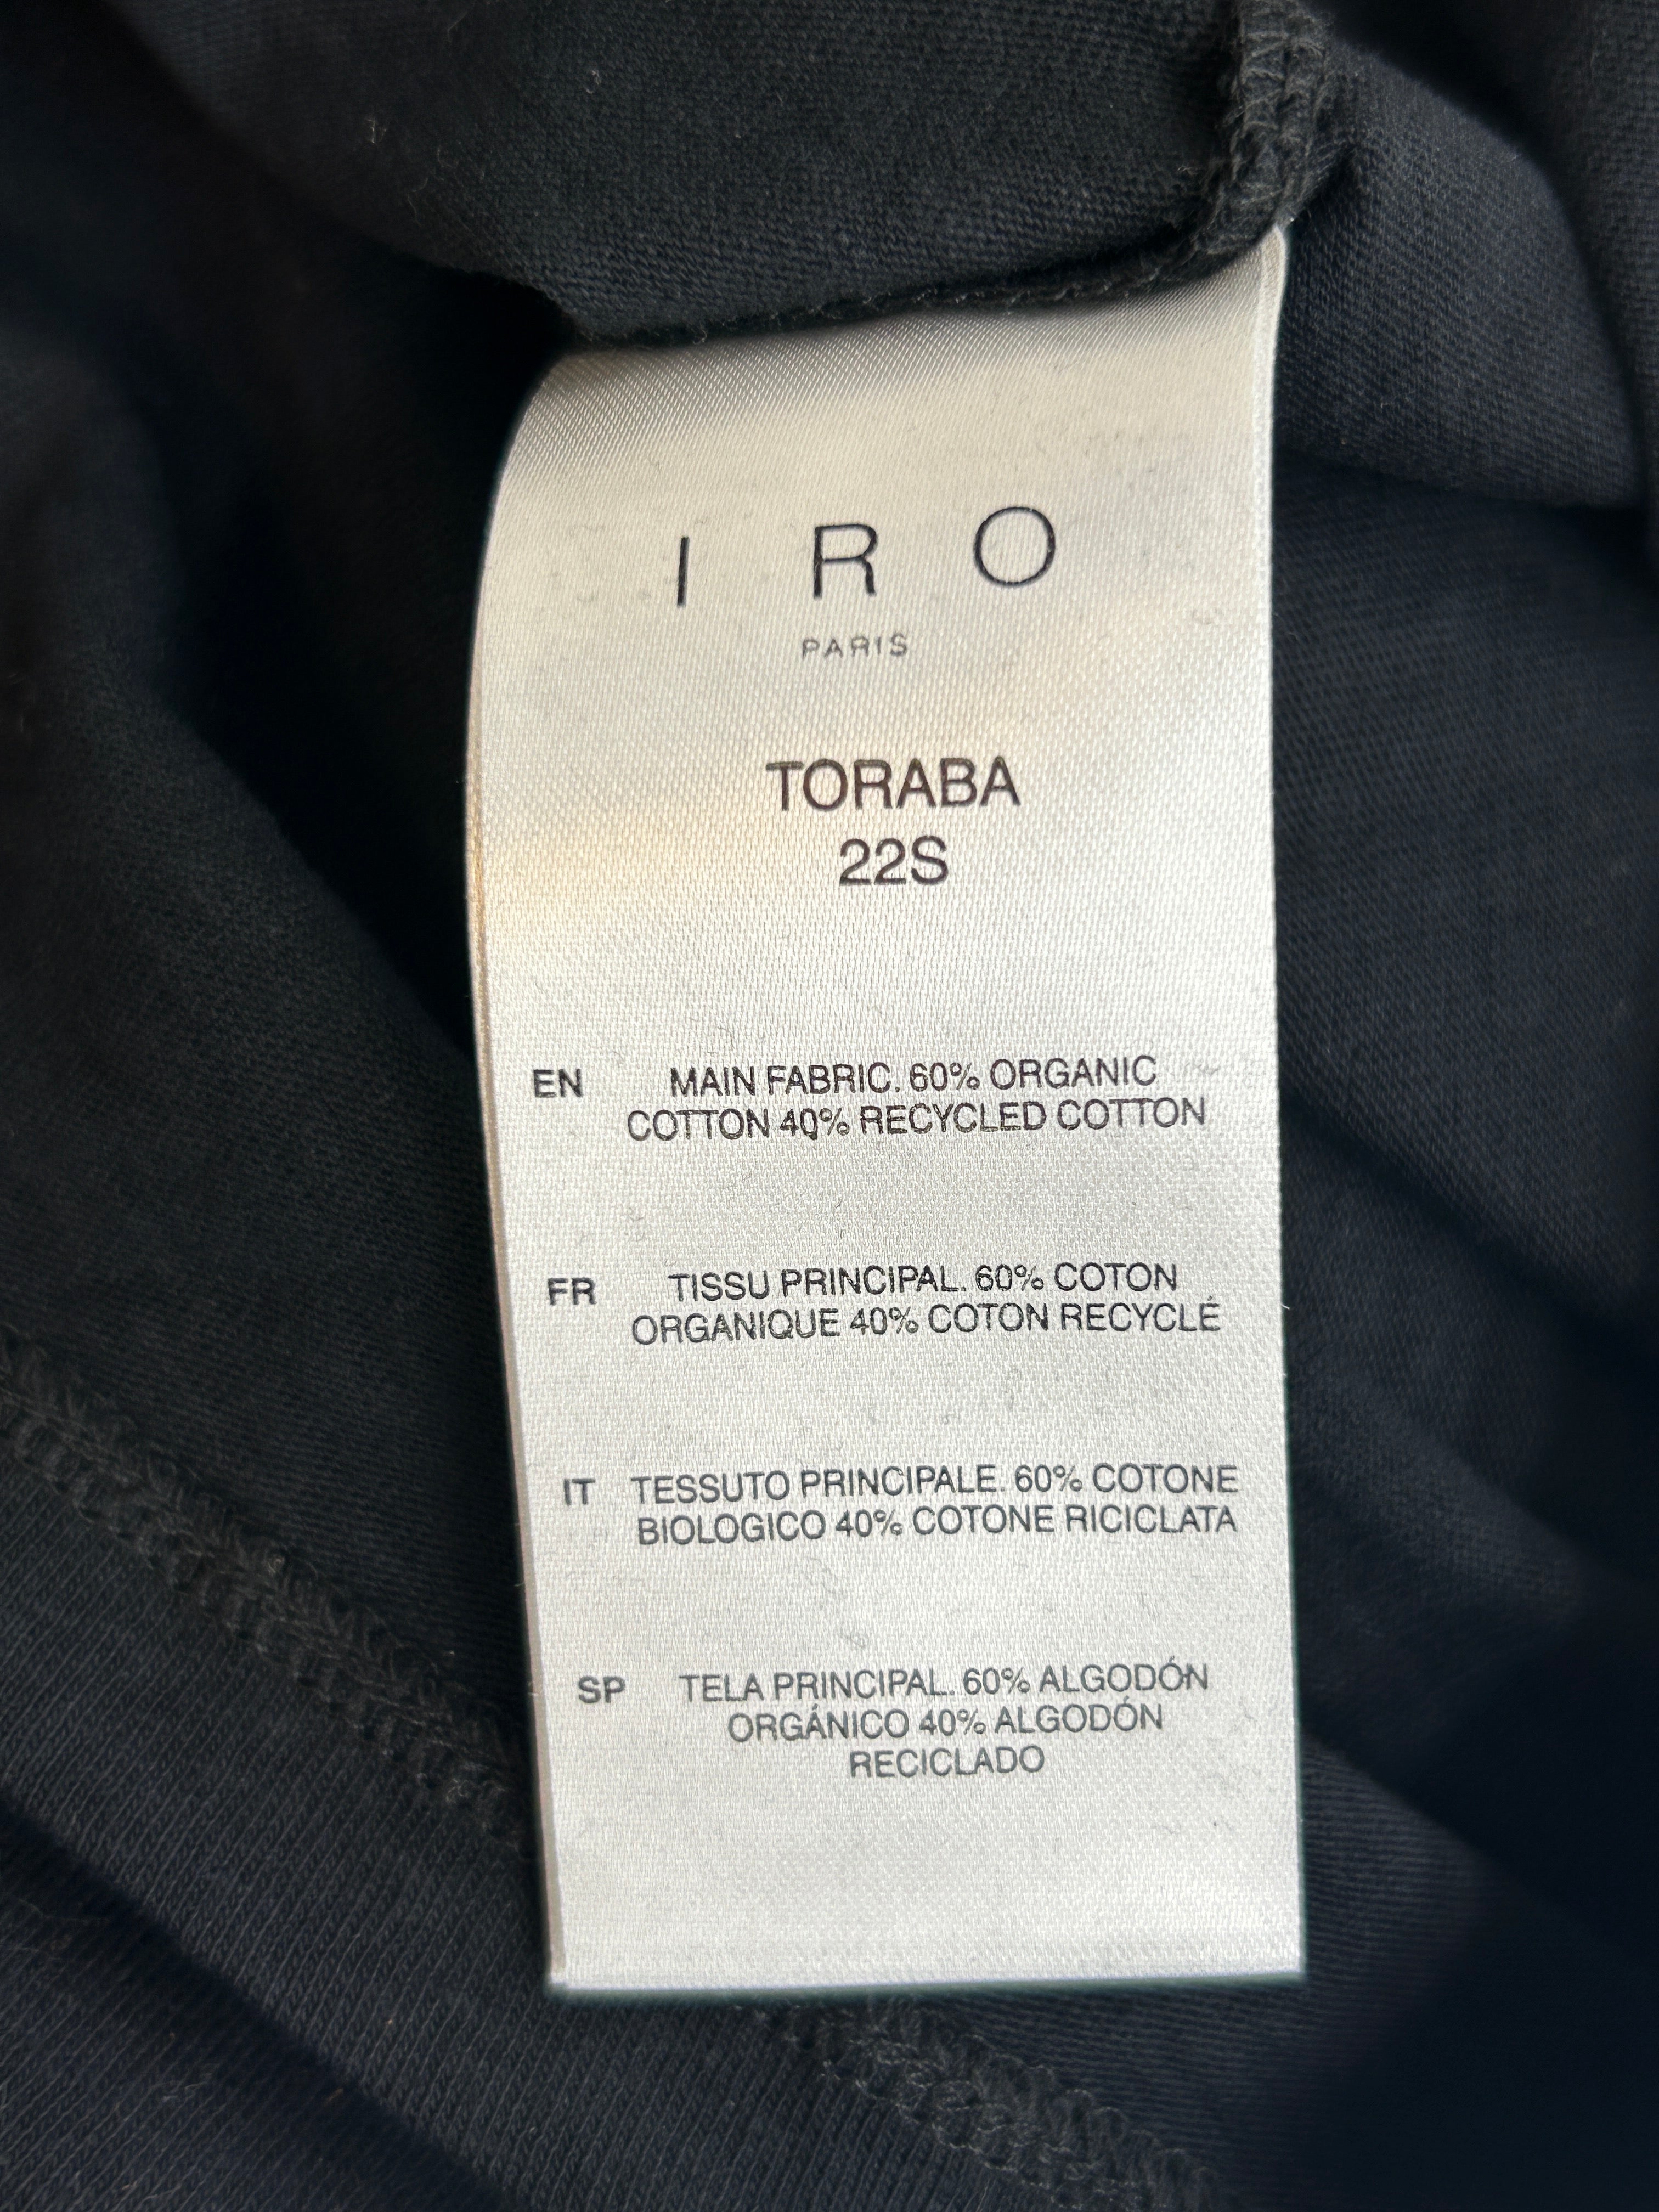 I R O
PARIS
TORABA
22S
EN MAIN FABRIC. 60% ORGANIC
COTTON 40% RECYCLED COTTON
FR TISSU PRINCIPAL. 60% COTON
ORGANIQUE 40% COTON RECYCLÉ
IT TESSUTO PRINCIPALE. 60% COTONE
BIOLOGICO 40% COTONE RICICLATA
SP TELA PRINCIPAL. 60% ALGODÓN
ORGÁNICO 40% ALGODÓN
RECICLADO